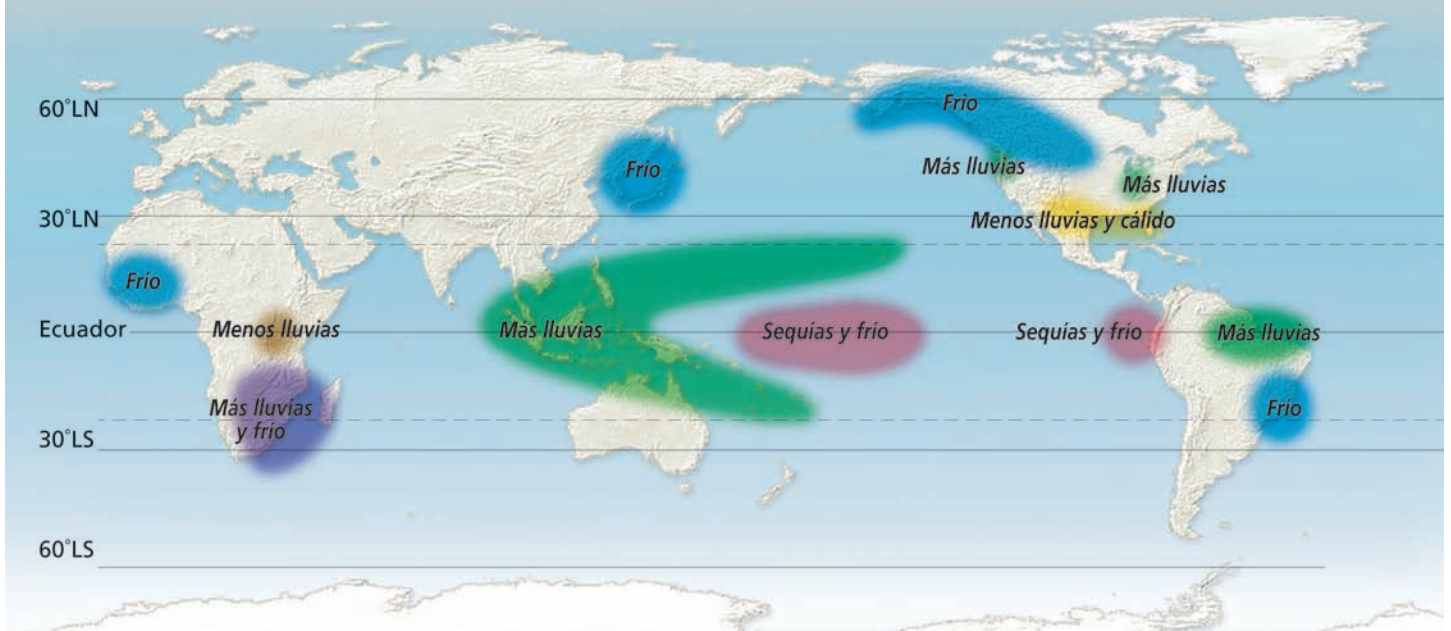 60°LN
Frío
Frío
Más lluvias
Más lluvias
30°LN
Menos lluvias y cálido
Frío
Ecuador
Menos lluvias
Más lluvias
Sequías y frío
Sequías y frío
Más lluvias
Más lluvias
y frío
Frío
30°LS
60°LS